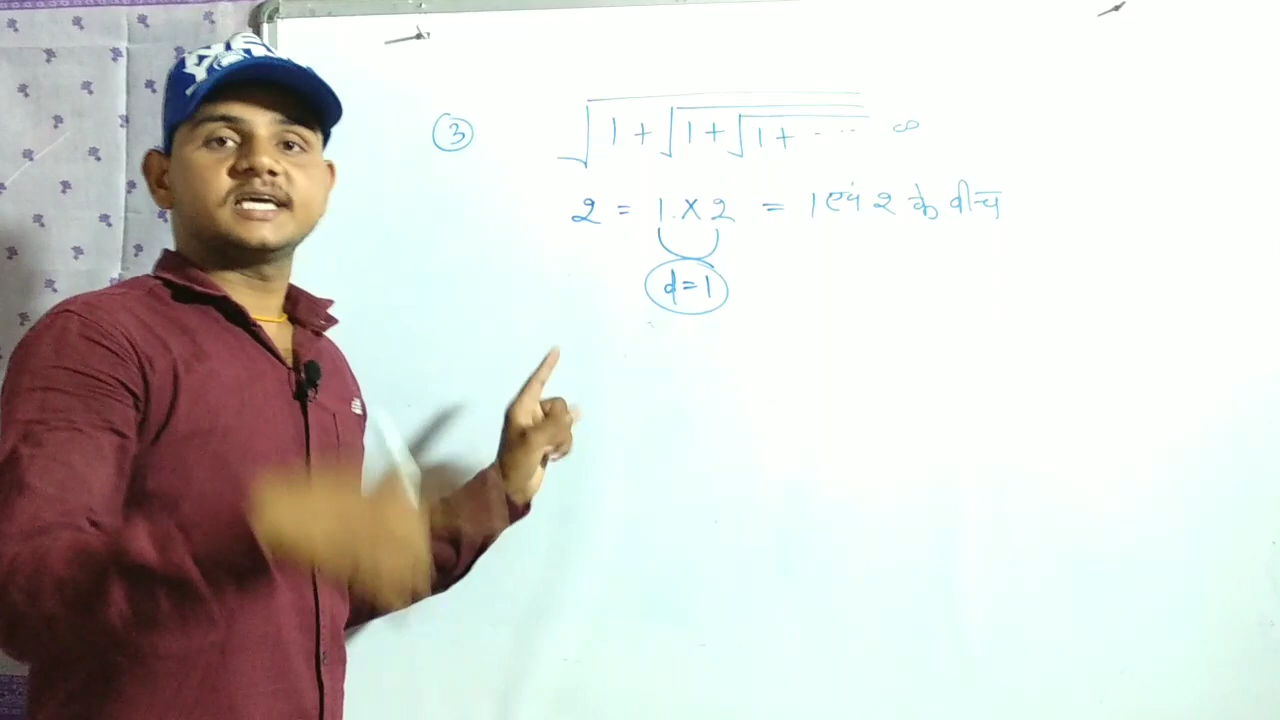 ③ √1+√1+√1+ ---- ∞
2 = 1.×2 = 1 एवं 2 के बीच
d=1